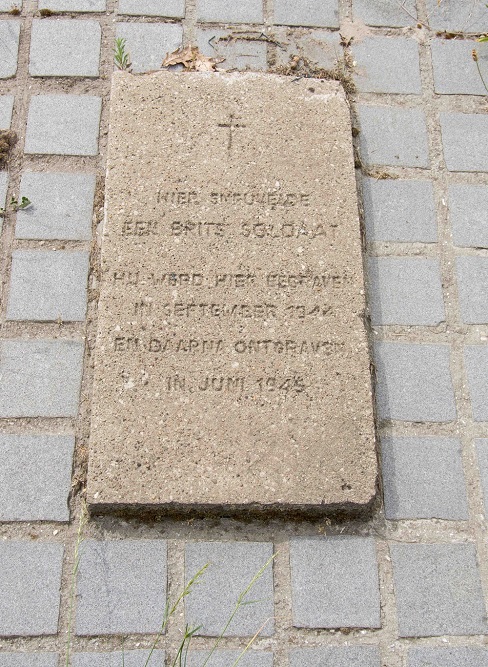 HIER SNEUVELDE
EEN BRITS SOLDAAT
HIJ WERD HIER BEGRAVEN
IN SEPTEMBER 1944
EN DAARNA ONTGRAVEN
IN JUNI 1945